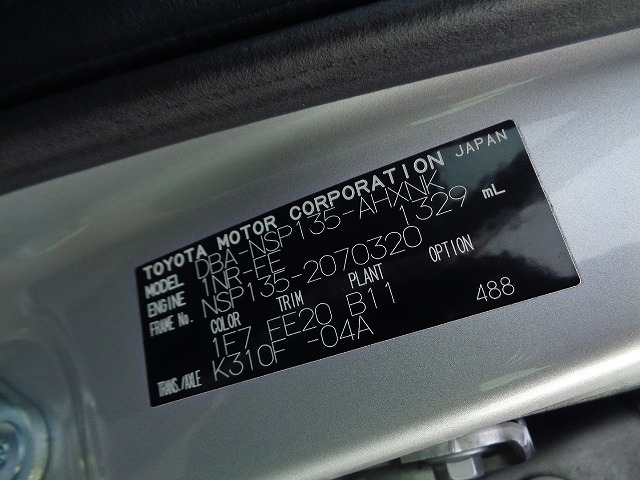 TOYOTA MOTOR CORPORATION JAPAN
MODEL DBA-NSP135-AHXNK
ENGINE 1NR-FE 1329 mL
FRAME No. NSP135-2070320
COLOR TRIM PLANT OPTION
1F7 FE20 B11
TRANS./AXLE K310F -04A 488